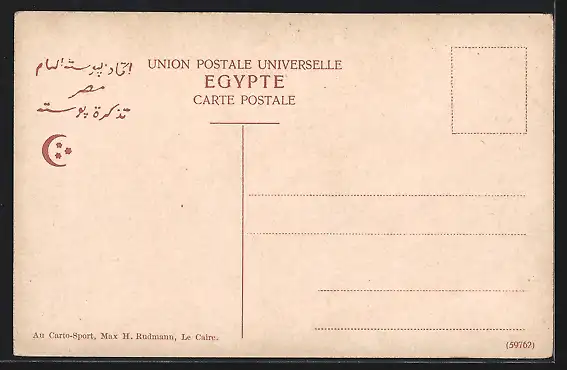 اتحاد پوسته العام
مصر
تذكرة پوسته
UNION POSTALE UNIVERSELLE
EGYPTE
CARTE POSTALE
Au Carto-Sport, Max H. Rudmann, Le Caire.
(59762)